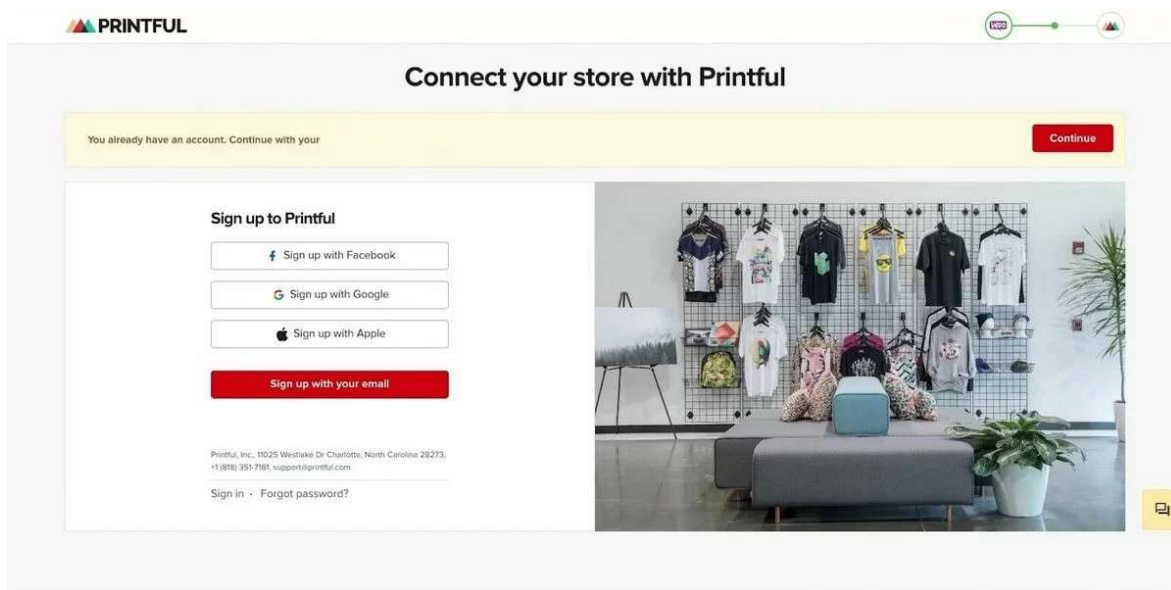 PRINTFUL
WOO
Connect your store with Printful
You already have an account. Continue with your
Continue
Sign up to Printful
Sign up with Facebook
Sign up with Google
Sign up with Apple
Sign up with your email
Printful, Inc., 11025 Westlake Dr Charlotte, North Carolina 28273,
+1 (818) 351-7181, support@printful.com
Sign in · Forgot password?